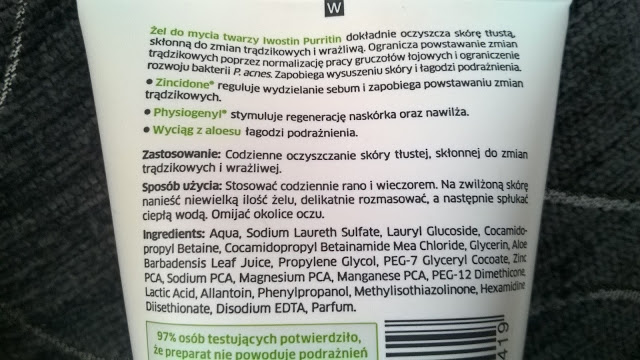 W
Żel do mycia twarzy Iwostin Purritin dokładnie oczyszcza skórę tłustą,
skłonną do zmian trądzikowych i wrażliwą. Ogranicza powstawanie zmian
trądzikowych poprzez normalizację pracy gruczołów łojowych i ograniczenie
rozwoju bakterii P. acnes. Zapobiega wysuszeniu skóry i łagodzi podrażnienia.
• Zincidone® reguluje wydzielanie sebum i zapobiega powstawaniu zmian
trądzikowych.
• Physiogenyl® stymuluje regenerację naskórka oraz nawilża.
• Wyciąg z aloesu łagodzi podrażnienia.
Zastosowanie: Codzienne oczyszczanie skóry tłustej, skłonnej do zmian
trądzikowych i wrażliwej.
Sposób użycia: Stosować codziennie rano i wieczorem. Na zwilżoną skórę
nanieść niewielką ilość żelu, delikatnie rozmasować, a następnie spłukać
ciepłą wodą. Omijać okolice oczu.
Ingredients: Aqua, Sodium Laureth Sulfate, Lauryl Glucoside, Cocamido-
propyl Betaine, Cocamidopropyl Betainamide Mea Chloride, Glycerin, Aloe
Barbadensis Leaf Juice, Propylene Glycol, PEG-7 Glyceryl Cocoate, Zinc
PCA, Sodium PCA, Magnesium PCA, Manganese PCA, PEG-12 Dimethicone,
Lactic Acid, Allantoin, Phenylpropanol, Methylisothiazolinone, Hexamidine
Diisethionate, Disodium EDTA, Parfum.
97% osób testujących potwierdziło,
że preparat nie powoduje podrażnień
419